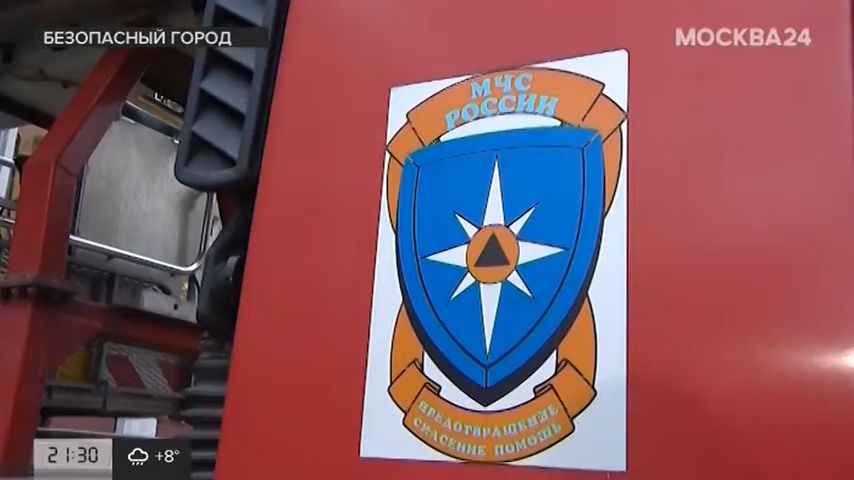 БЕЗОПАСНЫЙ ГОРОД
МОСКВА24
МЧС
РОССИИ
ПРЕДОТВРАЩЕНИЕ
СПАСЕНИЕ ПОМОЩЬ
21:30
+8°